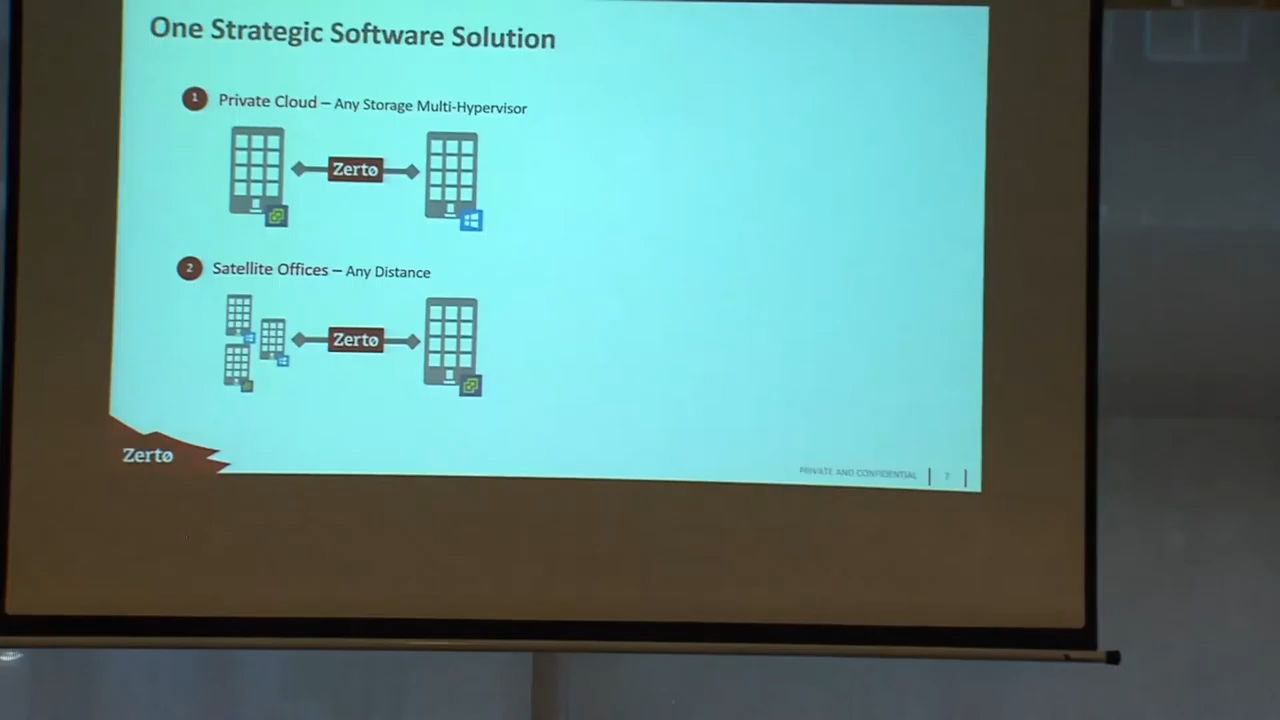 One Strategic Software Solution
1 Private Cloud – Any Storage Multi-Hypervisor
Zertø
2 Satellite Offices – Any Distance
Zertø
Zertø
PRIVATE AND CONFIDENTIAL 7